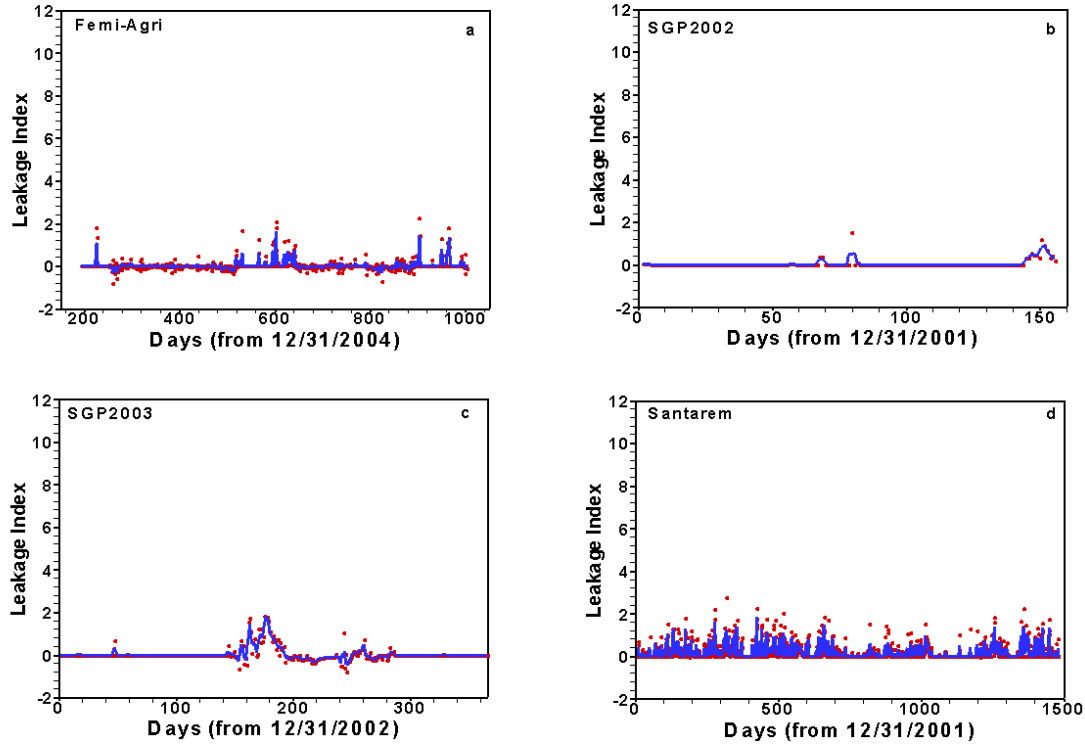 Femi-Agri a
12
10
8
6
4
2
0
-2
Leakage Index
200 400 600 800 1000
Days (from 12/31/2004)
SGP2002 b
12
10
8
6
4
2
0
-2
Leakage Index
0 50 100 150
Days (from 12/31/2001)
SGP2003 c
12
10
8
6
4
2
0
-2
Leakage Index
0 100 200 300
Days (from 12/31/2002)
Santarem d
12
10
8
6
4
2
0
-2
Leakage Index
0 500 1000 1500
Days (from 12/31/2001)